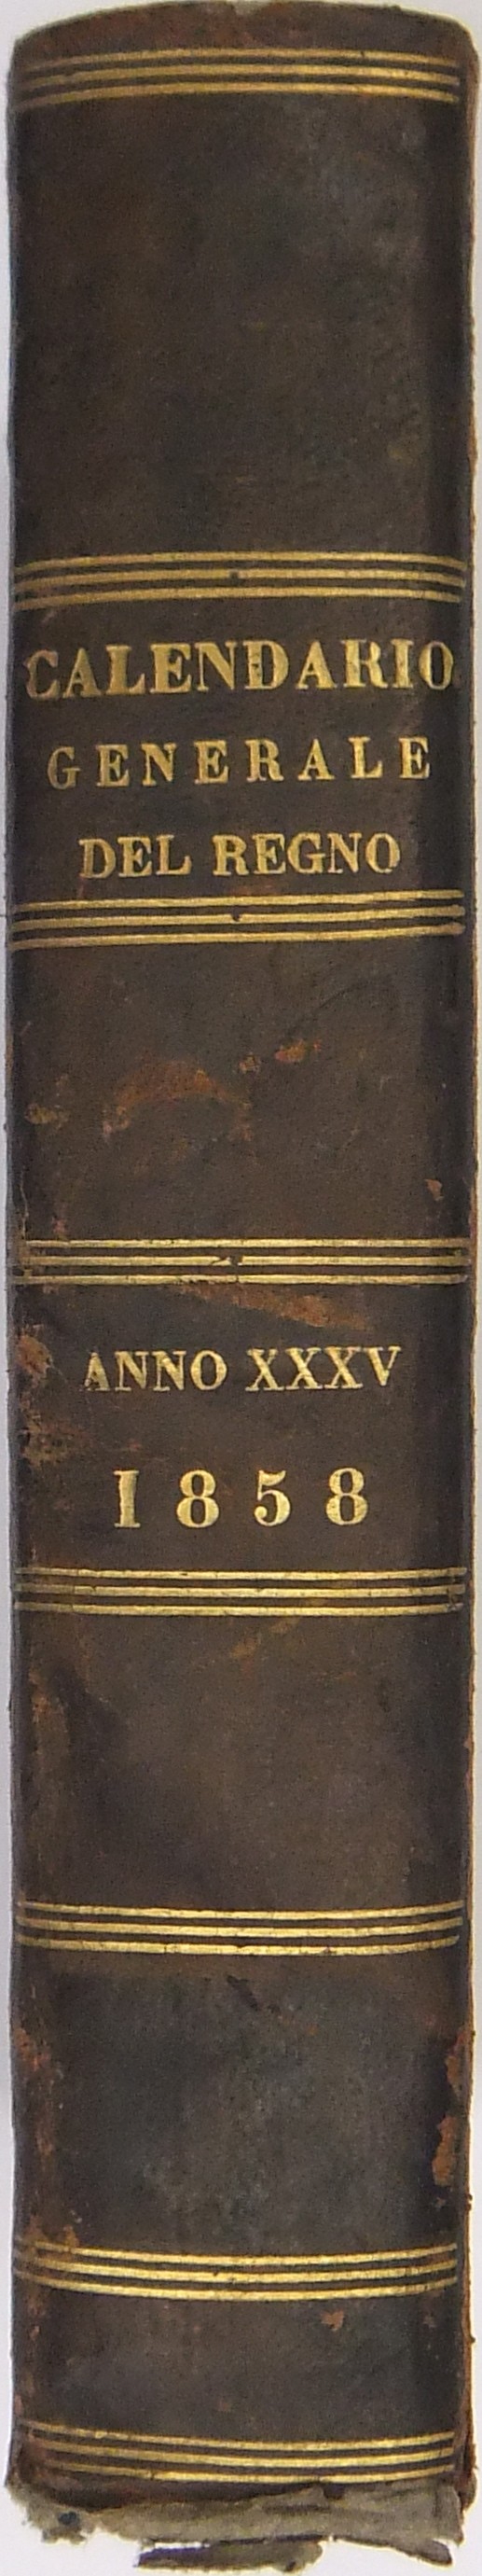 CALENDARIO
GENERALE
DEL REGNO
ANNO XXXV
1858